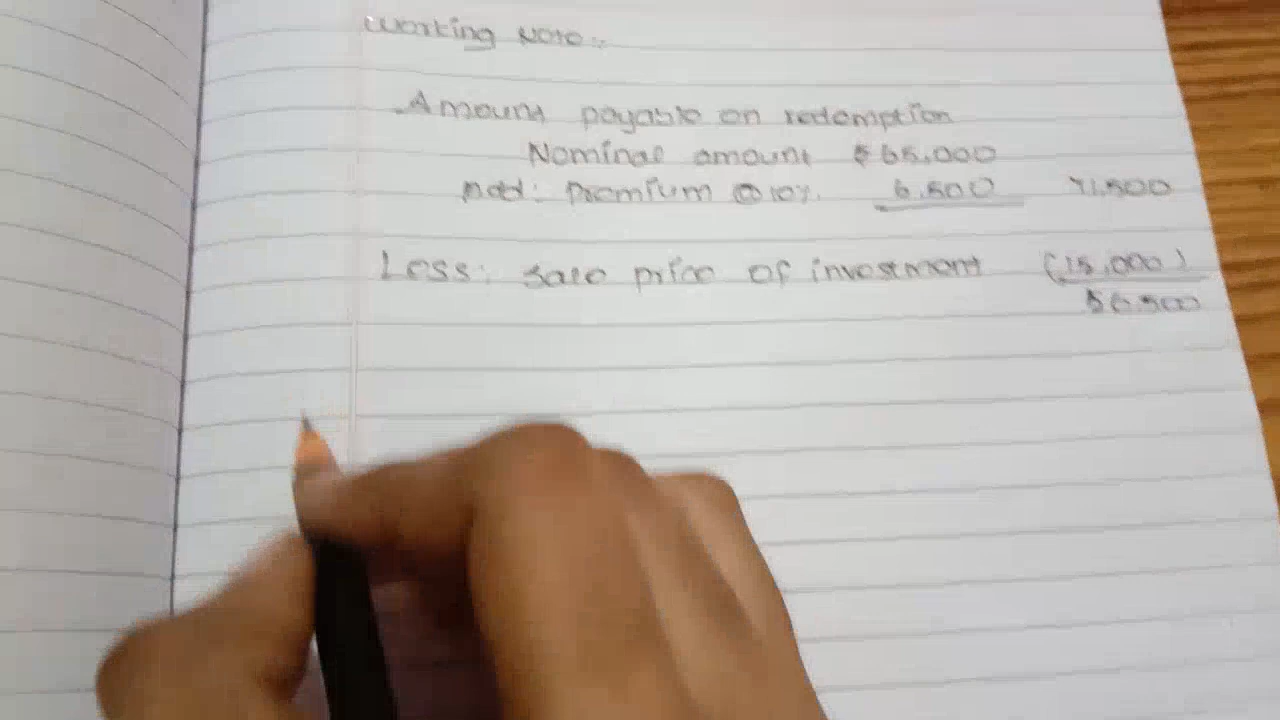 Working Note:-
Amount payable on redemption
Nominal amount $65,000
Add: Premium @10% 6,500 71,500
Less: Sale price of investment (15,000)
56,500